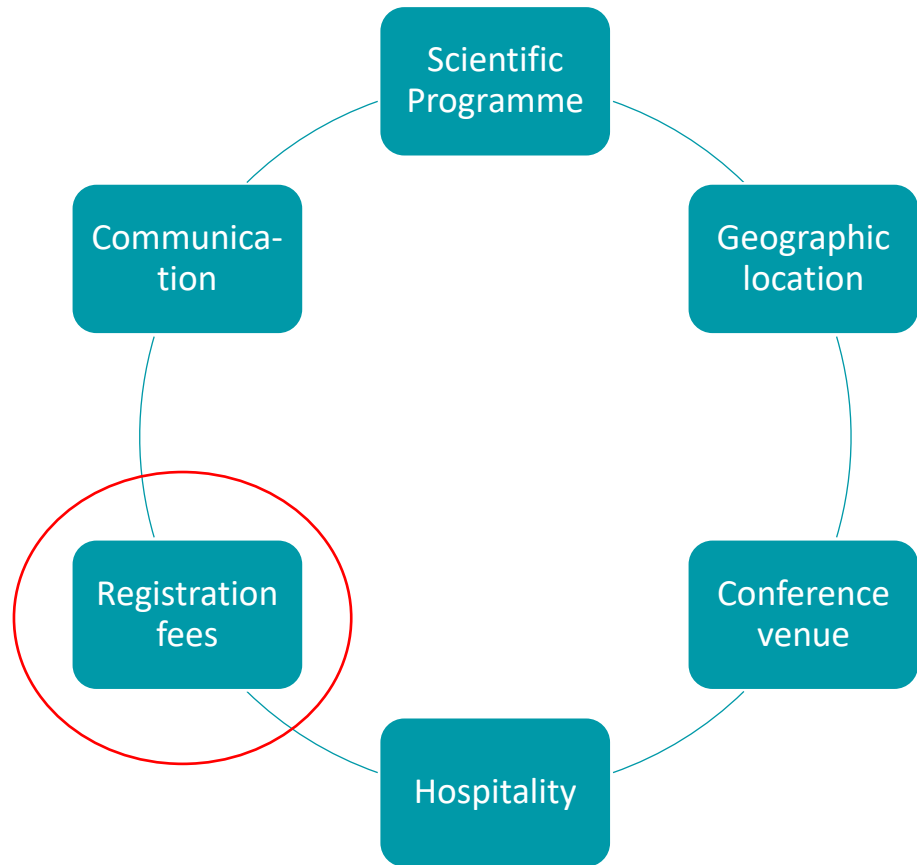 Scientific
Programme
Communica-
tion
Geographic
location
Registration
fees
Conference
venue
Hospitality